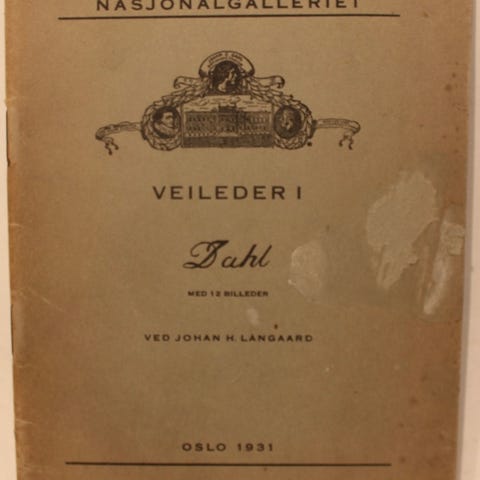 NASJONALGALLERIET
VEILEDER I
Dahl
MED 12 BILLEDER
VED JOHAN H. LANGAARD
OSLO 1931